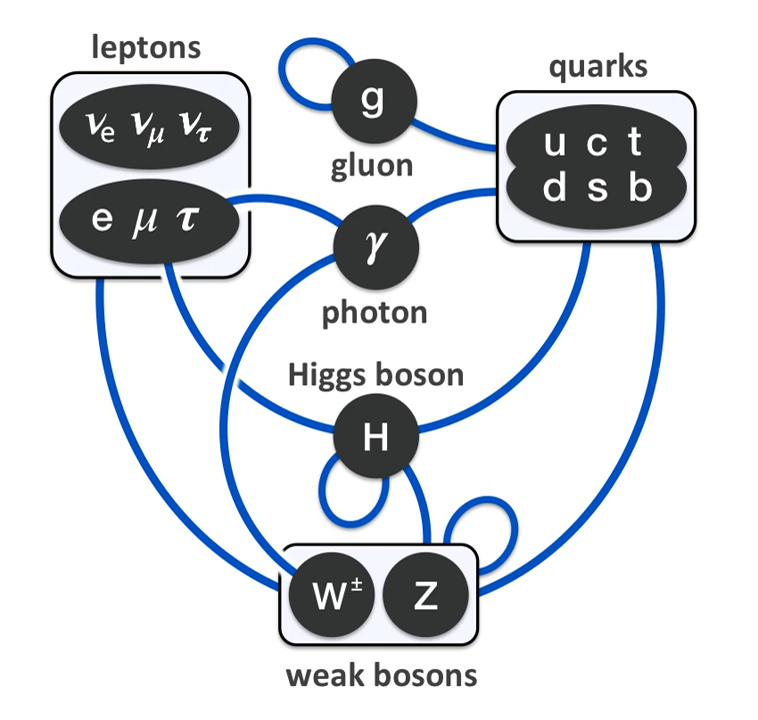 leptons
νe νμ ντ
e μ τ
g
gluon
quarks
u c t
d s b
γ
photon
Higgs boson
H
W± Z
weak bosons